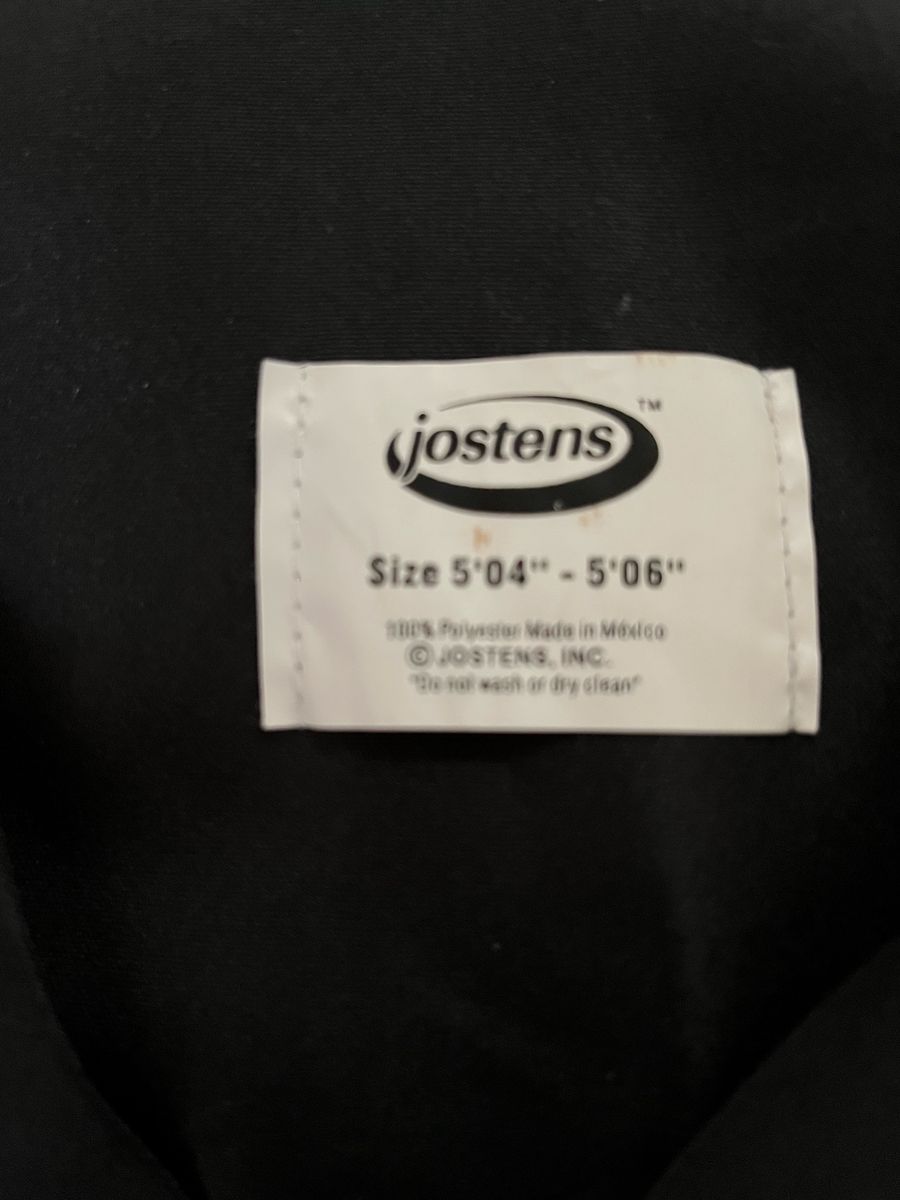 jostens™
Size 5'04" - 5'06"
100% Polyester Made in México
© JOSTENS, INC.
"Do not wash or dry clean"